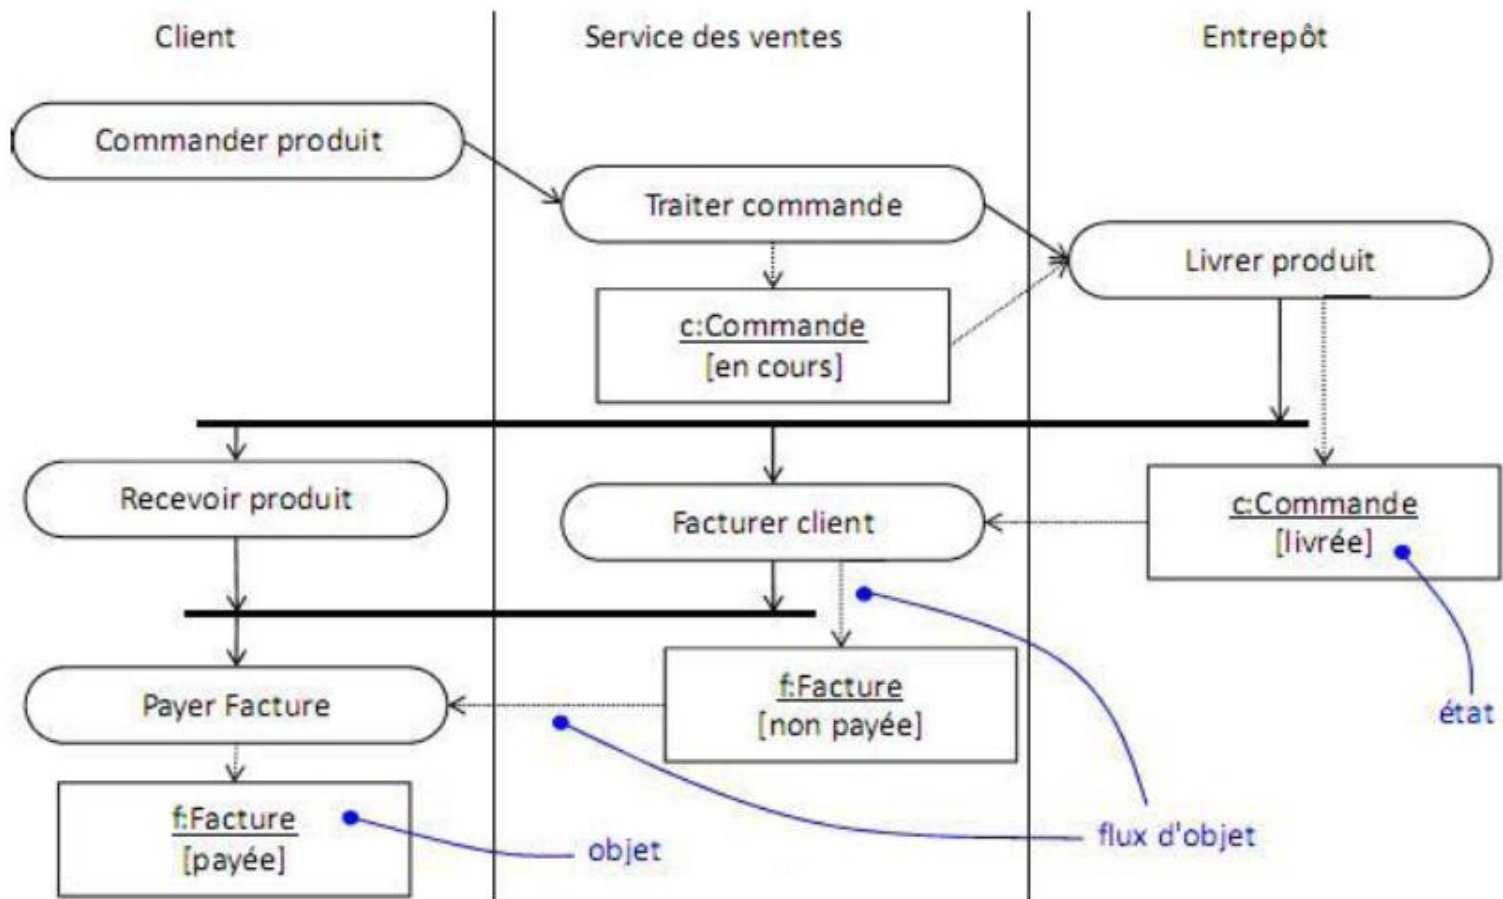 Client
Service des ventes
Entrepôt
Commander produit
Traiter commande
Livrer produit
c:Commande
[en cours]
Recevoir produit
Facturer client
c:Commande
[livrée]
Payer Facture
f:Facture
[non payée]
état
f:Facture
[payée]
objet
flux d'objet